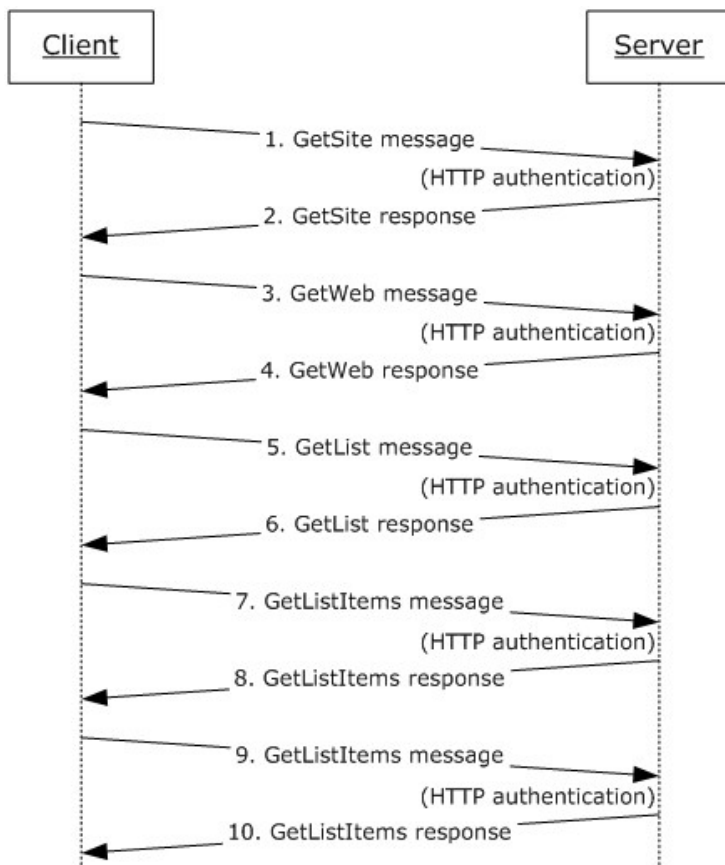 Client
Server
1. GetSite message
(HTTP authentication)
2. GetSite response
3. GetWeb message
(HTTP authentication)
4. GetWeb response
5. GetList message
(HTTP authentication)
6. GetList response
7. GetListItems message
(HTTP authentication)
8. GetListItems response
9. GetListItems message
(HTTP authentication)
10. GetListItems response